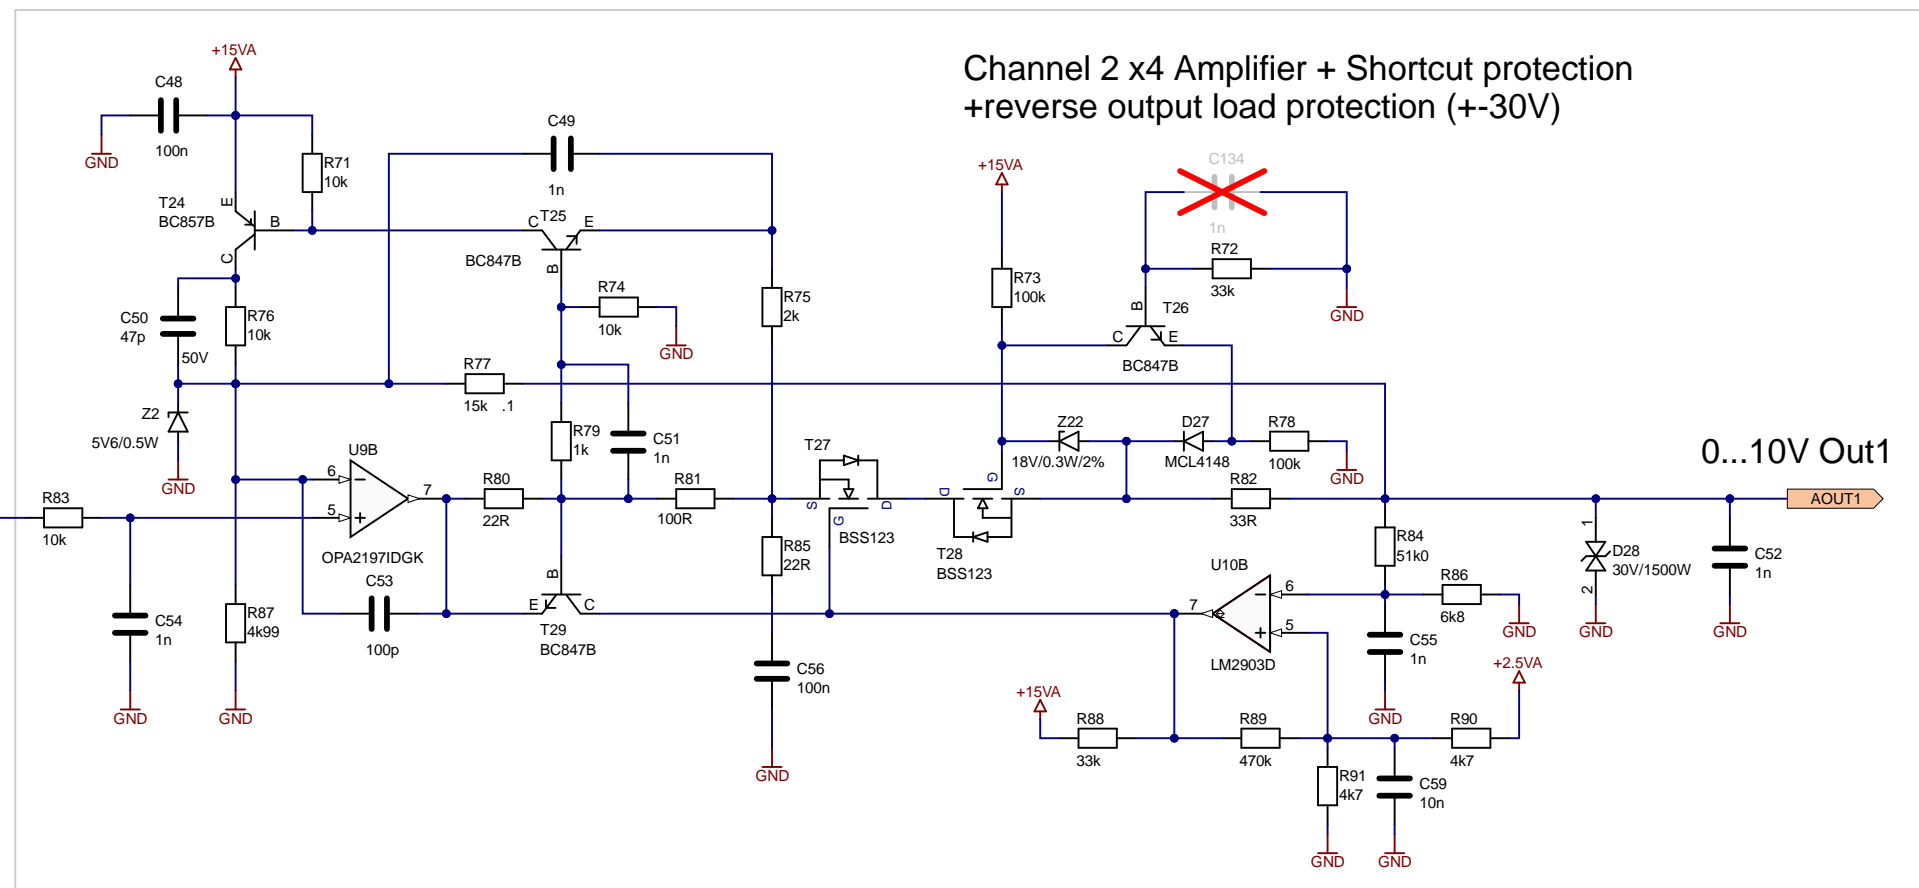 Channel 2 x4 Amplifier + Shortcut protection
+reverse output load protection (+-30V)
+15VA
C48
100n
GND
R71
10k
T24
BC857B
E
B
C
C49
1n
T25
C
E
B
BC847B
R74
10k
GND
R75
2k
C50
47p
50V
R76
10k
Z2
5V6/0.5W
GND
R77
15k .1
R79
1k
C51
1n
U9B
6
5
7
OPA2197IDGK
R83
10k
C54
1n
GND
R87
4k99
GND
C53
100p
R80
22R
R81
100R
B
E
C
T29
BC847B
R85
22R
C56
100n
GND
T27
S
G
D
BSS123
D
G
S
T28
BSS123
+15VA
R73
100k
C134
1n
R72
33k
GND
B
T26
C
E
BC847B
Z22
18V/0.3W/2%
D27
MCL4148
R78
100k
GND
R82
33R
0...10V Out1
AOUT1
R84
51k0
R86
6k8
GND
C55
1n
GND
1
2
D28
30V/1500W
GND
C52
1n
GND
U10B
7
6
5
LM2903D
+15VA
R88
33k
R89
470k
R90
4k7
+2.5VA
R91
4k7
GND
C59
10n
GND